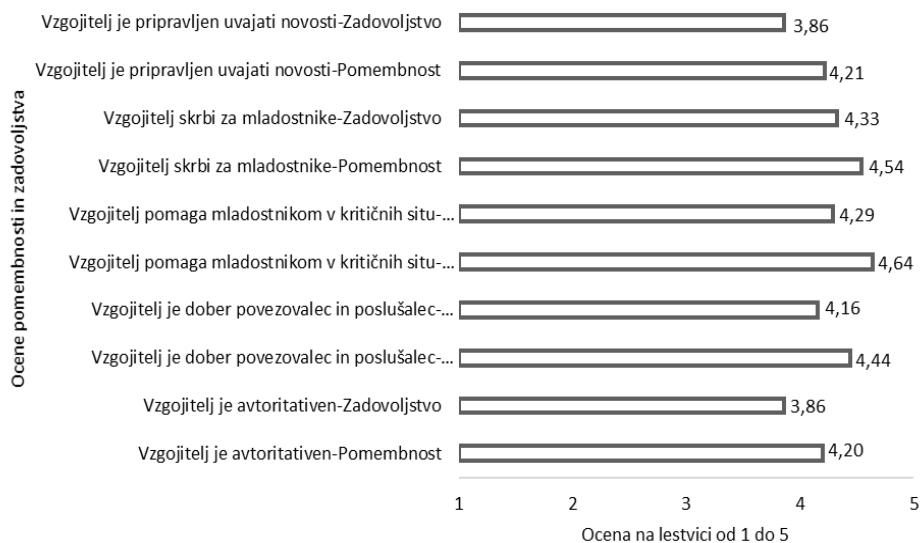 Ocene pomembnosti in zadovoljstva
Vzgojitelj je pripravljen uvajati novosti-Zadovoljstvo 3,86
Vzgojitelj je pripravljen uvajati novosti-Pomembnost 4,21
Vzgojitelj skrbi za mladostnike-Zadovoljstvo 4,33
Vzgojitelj skrbi za mladostnike-Pomembnost 4,54
Vzgojitelj pomaga mladostnikom v kritičnih situ-... 4,29
Vzgojitelj pomaga mladostnikom v kritičnih situ-... 4,64
Vzgojitelj je dober povezovalec in poslušalec-... 4,16
Vzgojitelj je dober povezovalec in poslušalec-... 4,44
Vzgojitelj je avtoritativen-Zadovoljstvo 3,86
Vzgojitelj je avtoritativen-Pomembnost 4,20
1 2 3 4 5
Ocena na lestvici od 1 do 5